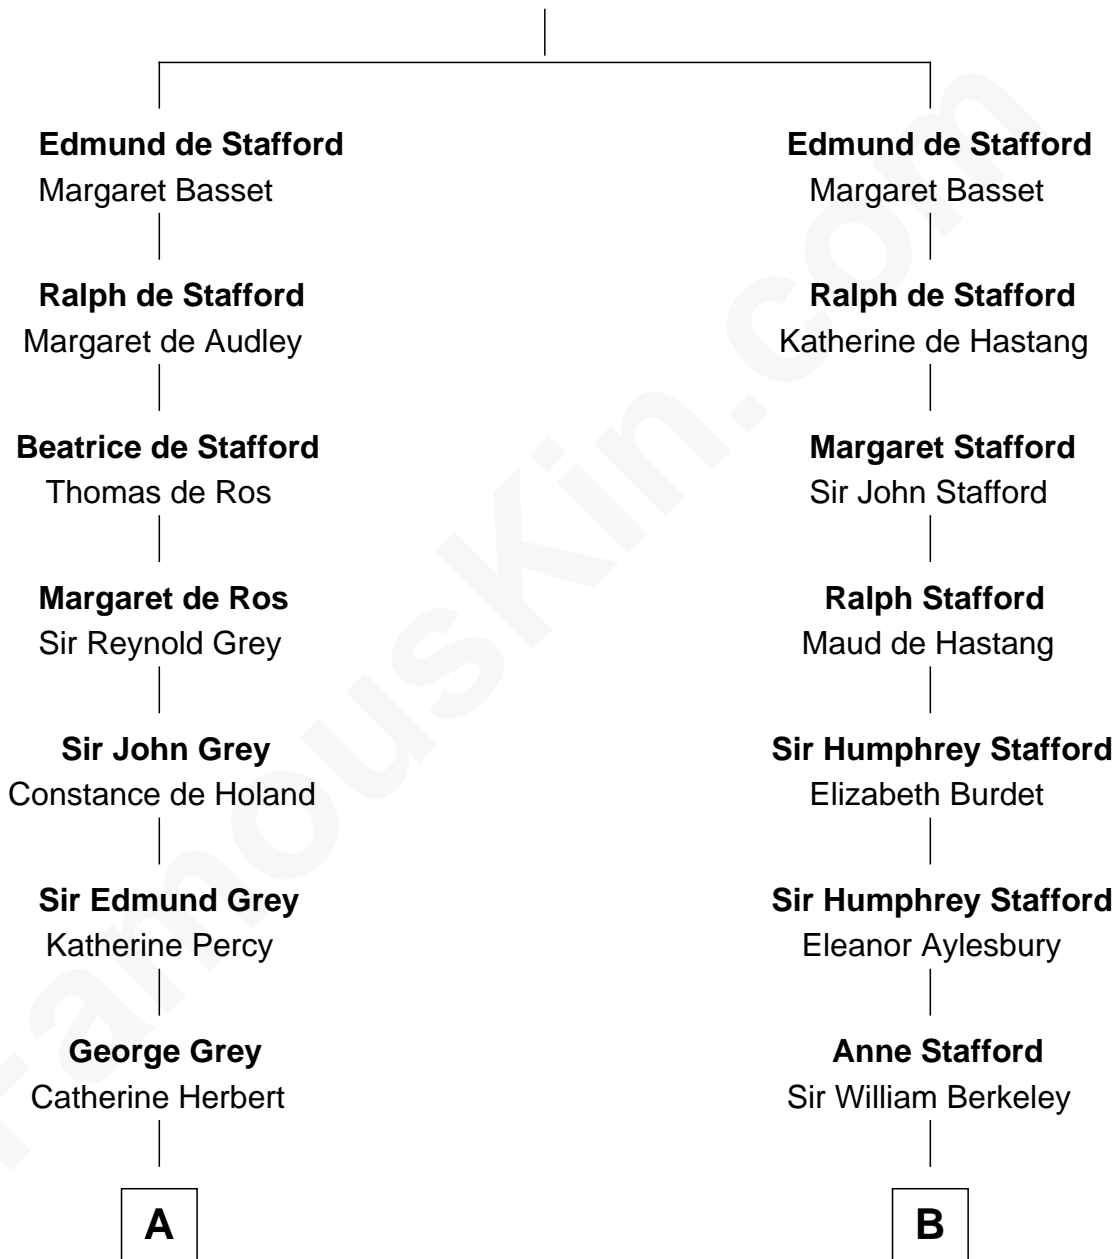 Edmund de Stafford
Margaret Basset
Ralph de Stafford
Margaret de Audley
Beatrice de Stafford
Thomas de Ros
Margaret de Ros
Sir Reynold Grey
Sir John Grey
Constance de Holand
Sir Edmund Grey
Katherine Percy
George Grey
Catherine Herbert
A
Edmund de Stafford
Margaret Basset
Ralph de Stafford
Katherine de Hastang
Margaret Stafford
Sir John Stafford
Ralph Stafford
Maud de Hastang
Sir Humphrey Stafford
Elizabeth Burdet
Sir Humphrey Stafford
Eleanor Aylesbury
Anne Stafford
Sir William Berkeley
B
FamousKin.com